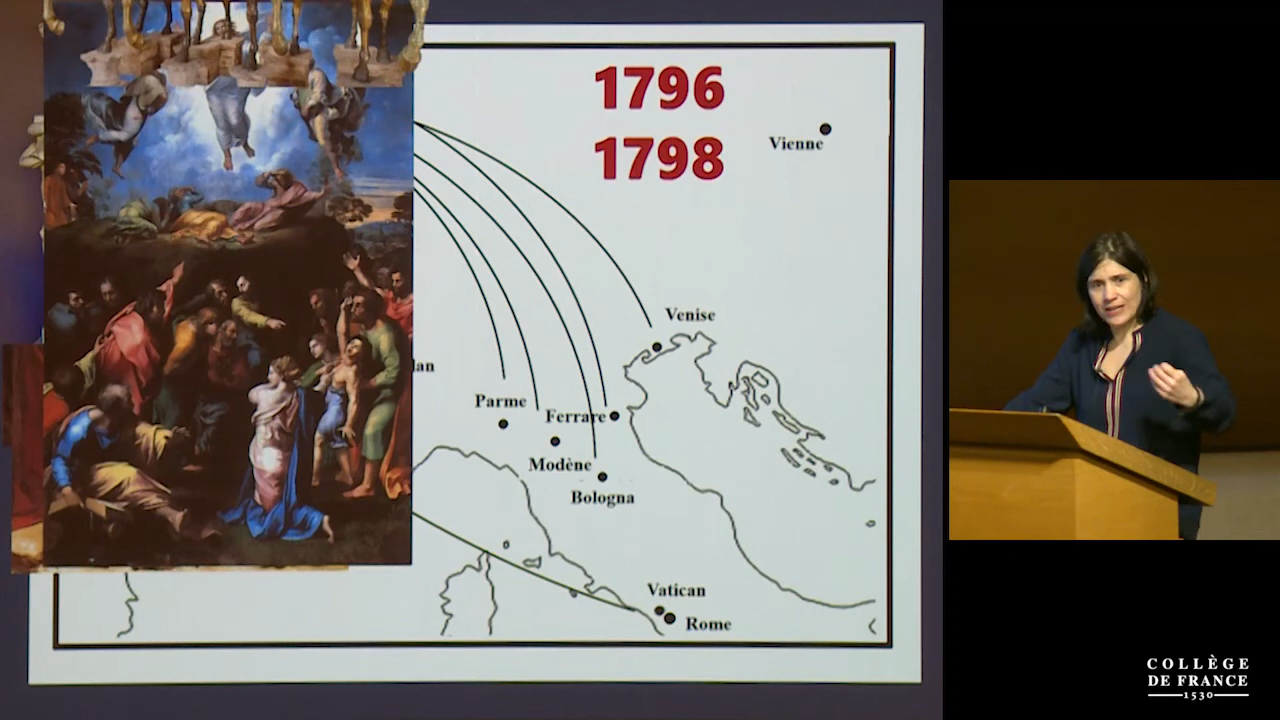 1796
1798
Vienne
Venise
lan
Parme
Ferrare
Modène
Bologna
Vatican
Rome
COLLÈGE
DE FRANCE
1530